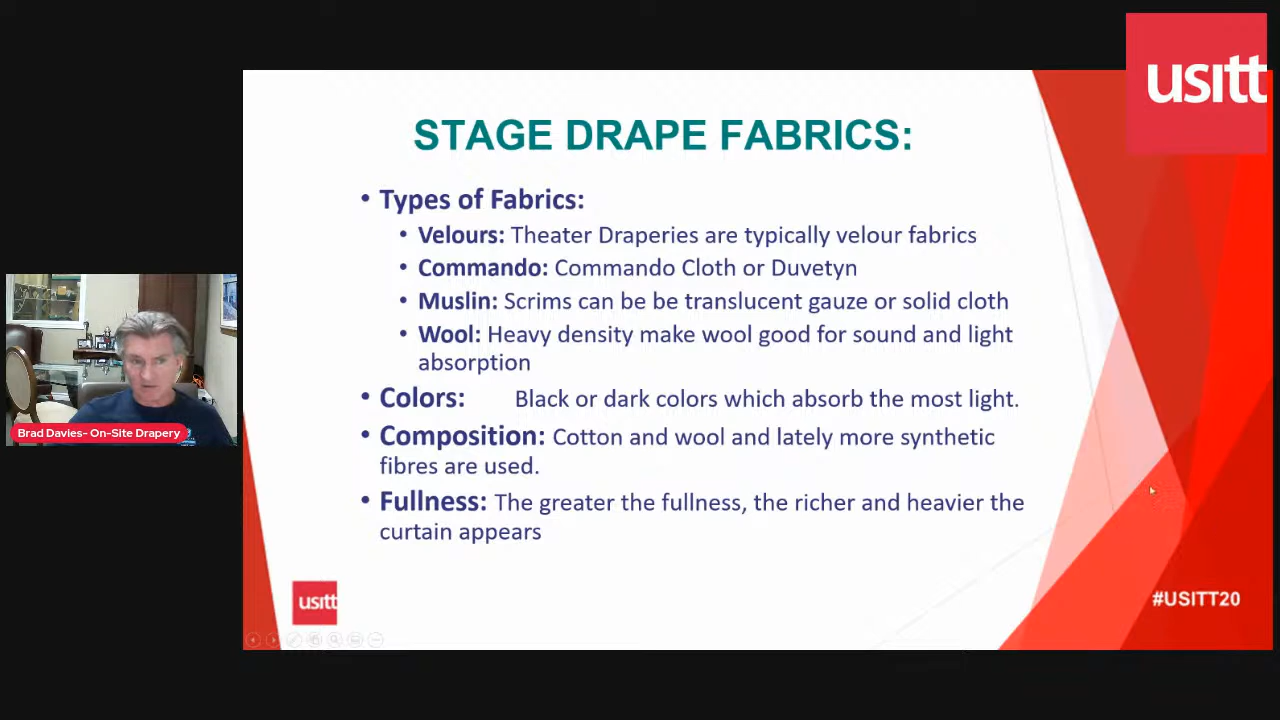 usitt
STAGE DRAPE FABRICS:
• Types of Fabrics:
• Velours: Theater Draperies are typically velour fabrics
• Commando: Commando Cloth or Duvetyn
• Muslin: Scrims can be be translucent gauze or solid cloth
• Wool: Heavy density make wool good for sound and light
absorption
• Colors: Black or dark colors which absorb the most light.
• Composition: Cotton and wool and lately more synthetic
fibres are used.
• Fullness: The greater the fullness, the richer and heavier the
curtain appears
Brad Davies- On-Site Drapery
usitt
#USITT20